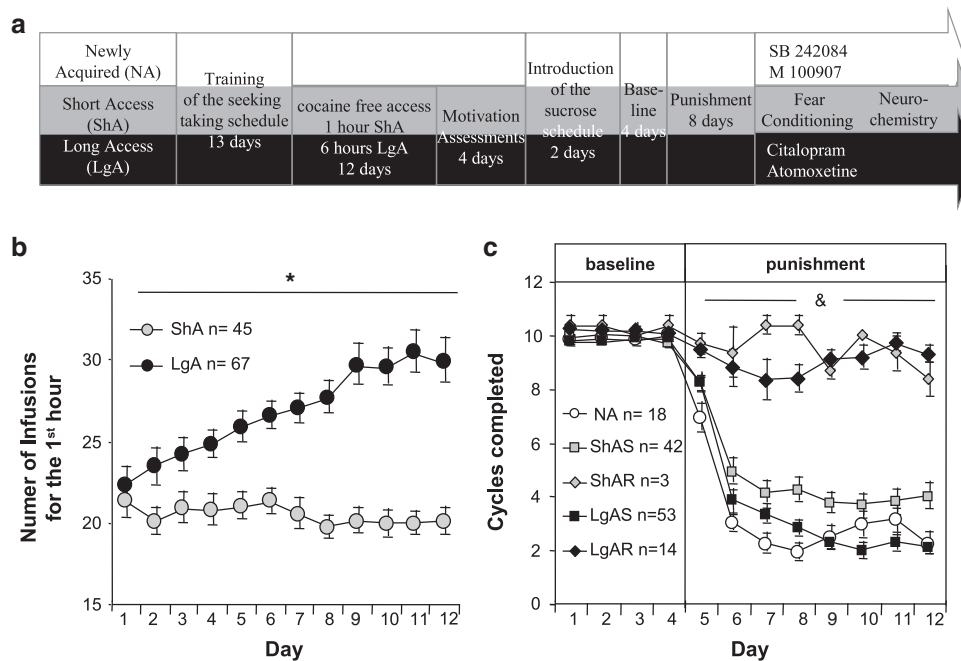 a
Newly
Acquired (NA)
Short Access
(ShA)
Long Access
(LgA)
Training
of the seeking
taking schedule
13 days
cocaine free access
1 hour ShA
6 hours LgA
12 days
Motivation
Assessments
4 days
Introduction
of the
sucrose
schedule
2 days
Base-
line
4 days
Punishment
8 days
SB 242084
M 100907
Fear
Conditioning
Neuro-
chemistry
Citalopram
Atomoxetine
b
Numer of Infusions
for the 1st hour
35
30
25
20
15
*
ShA n= 45
LgA n= 67
1 2 3 4 5 6 7 8 9 10 11 12
Day
c
baseline
punishment
Cycles completed
12
10
8
6
4
2
0
&
NA n= 18
ShAS n= 42
ShAR n=3
LgAS n=53
LgAR n=14
1 2 3 4 5 6 7 8 9 10 11 12
Day